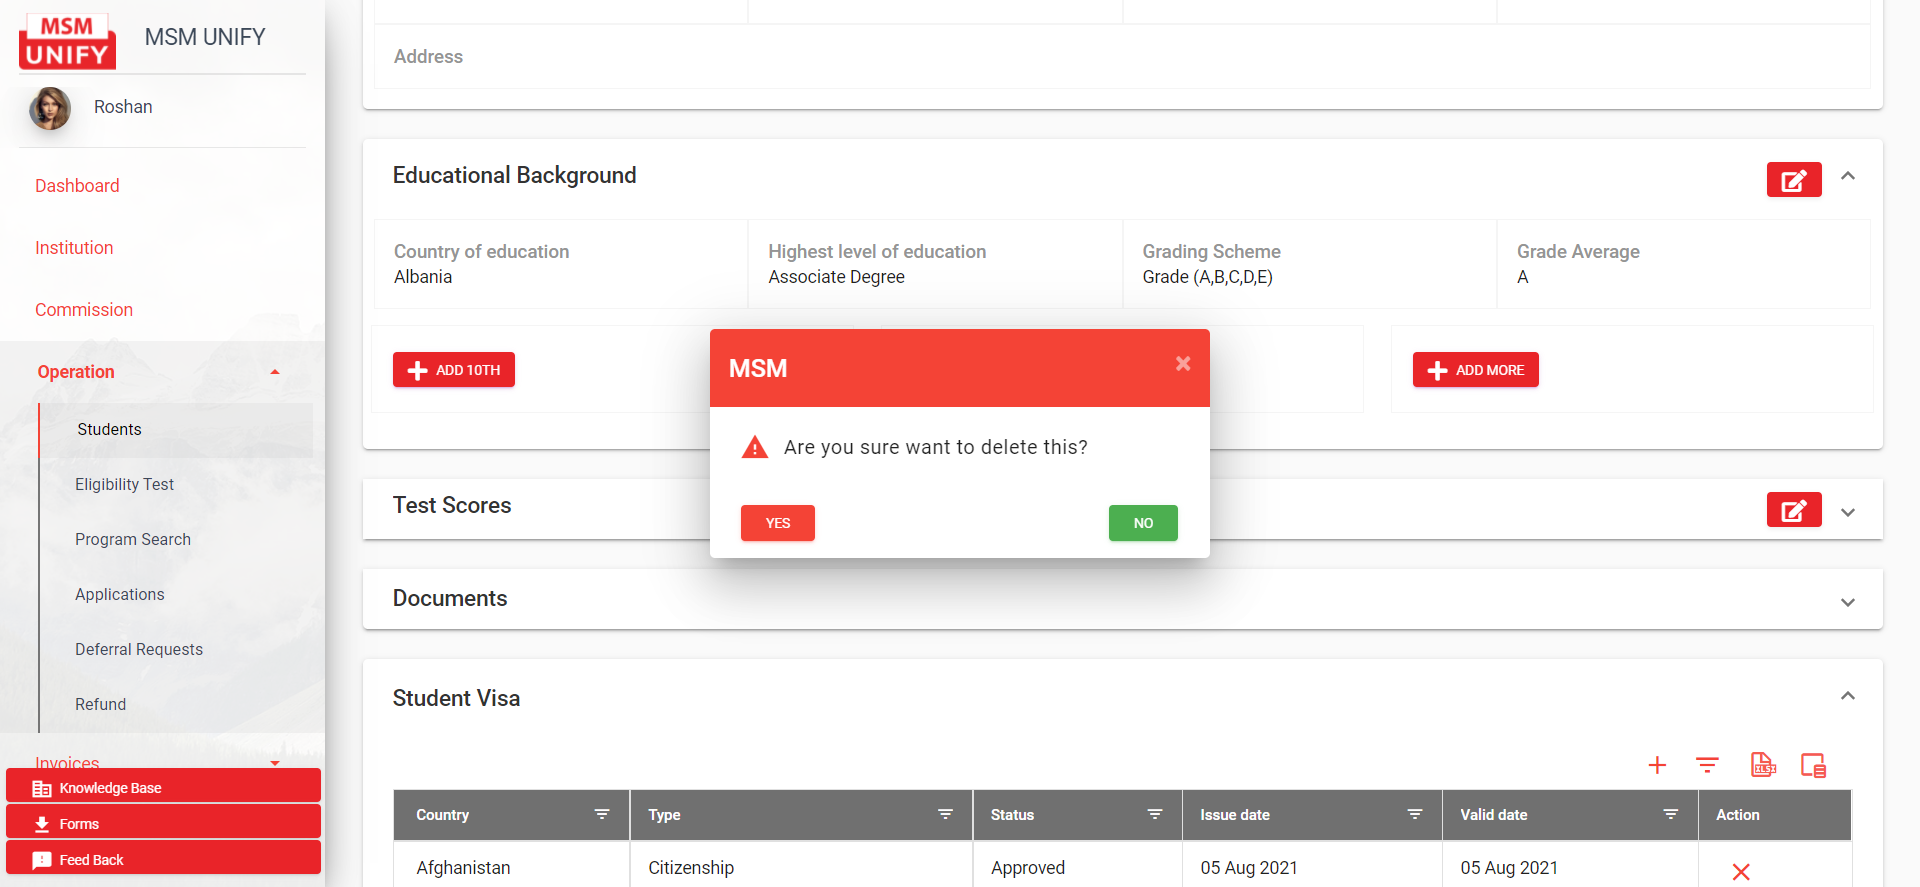 MSM
UNIFY
MSM UNIFY
Roshan
Dashboard
Institution
Commission
Operation
Students
Eligibility Test
Program Search
Applications
Deferral Requests
Refund
Invoices
Knowledge Base
Forms
Feed Back
Address
Educational Background
Country of education
Albania
Highest level of education
Associate Degree
Grading Scheme
Grade (A,B,C,D,E)
Grade Average
A
ADD 10TH
ADD MORE
MSM
×
Are you sure want to delete this?
YES
NO
Test Scores
Documents
Student Visa
XLSX
Country Type Status Issue date Valid date Action
Afghanistan Citizenship Approved 05 Aug 2021 05 Aug 2021